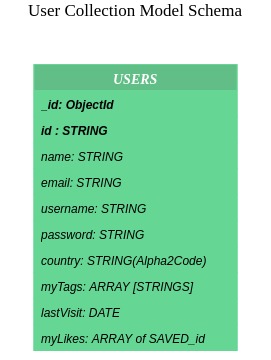 User Collection Model Schema
USERS
_id: ObjectId
id : STRING
name: STRING
email: STRING
username: STRING
password: STRING
country: STRING(Alpha2Code)
myTags: ARRAY [STRINGS]
lastVisit: DATE
myLikes: ARRAY of SAVED_id